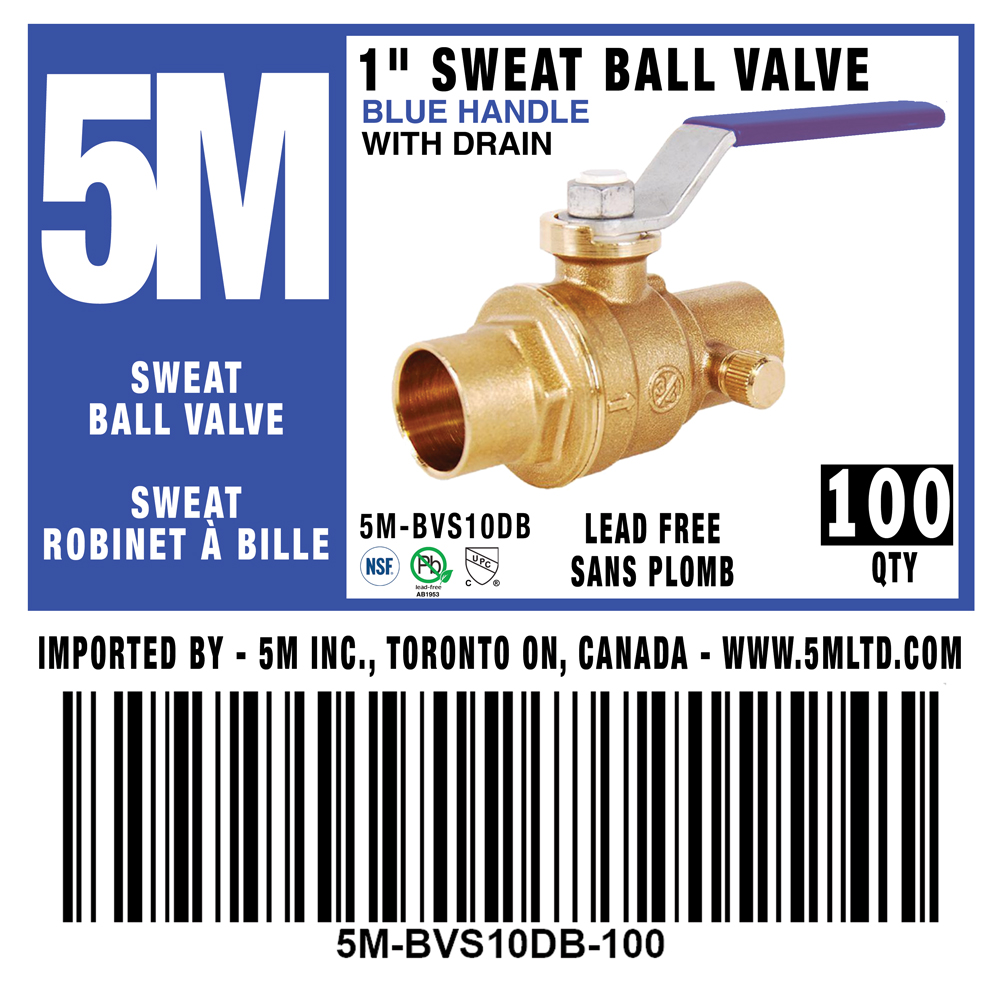 5M
SWEAT
BALL VALVE
SWEAT
ROBINET À BILLE
1" SWEAT BALL VALVE
BLUE HANDLE
WITH DRAIN
1
5M-BVS10DB
NSF.
Pb
lead-free
AB1953
UPC
C ®
LEAD FREE
SANS PLOMB
100
QTY
IMPORTED BY - 5M INC., TORONTO ON, CANADA - WWW.5MLTD.COM
5M-BVS10DB-100